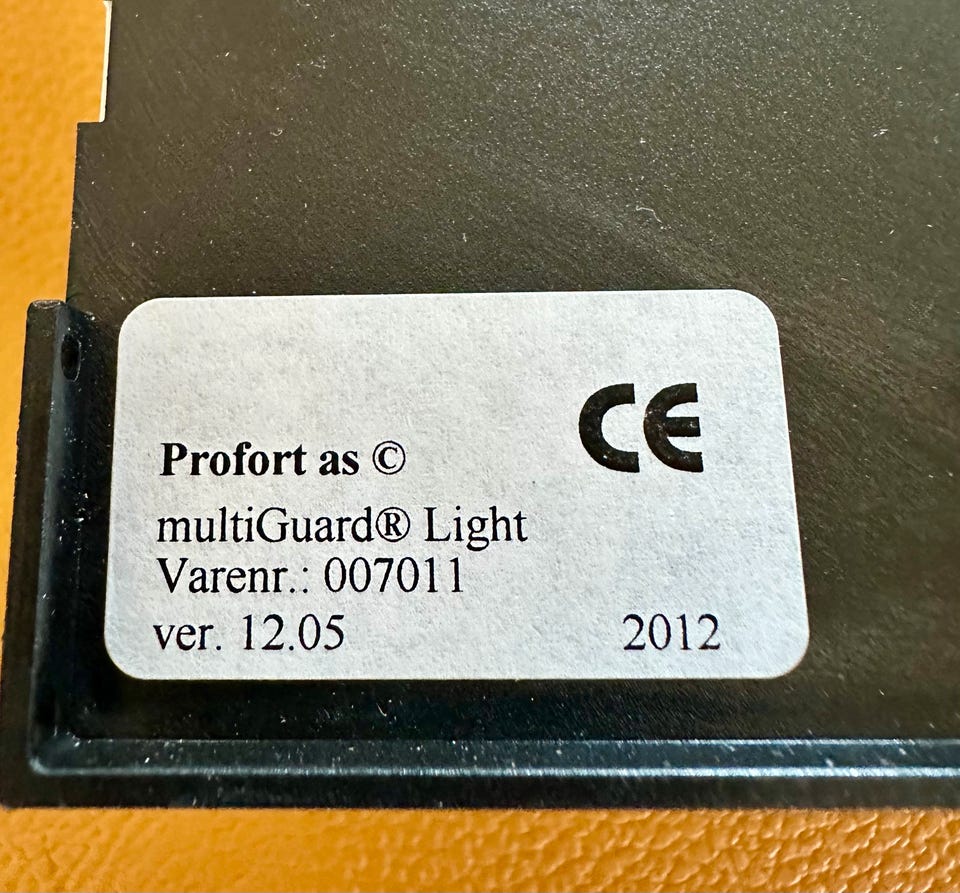 CE
Profort as ©
multiGuard® Light
Varenr.: 007011
ver. 12.05 2012